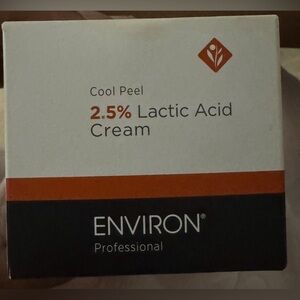 Cool Peel
2.5% Lactic Acid
Cream
ENVIRON®
Professional